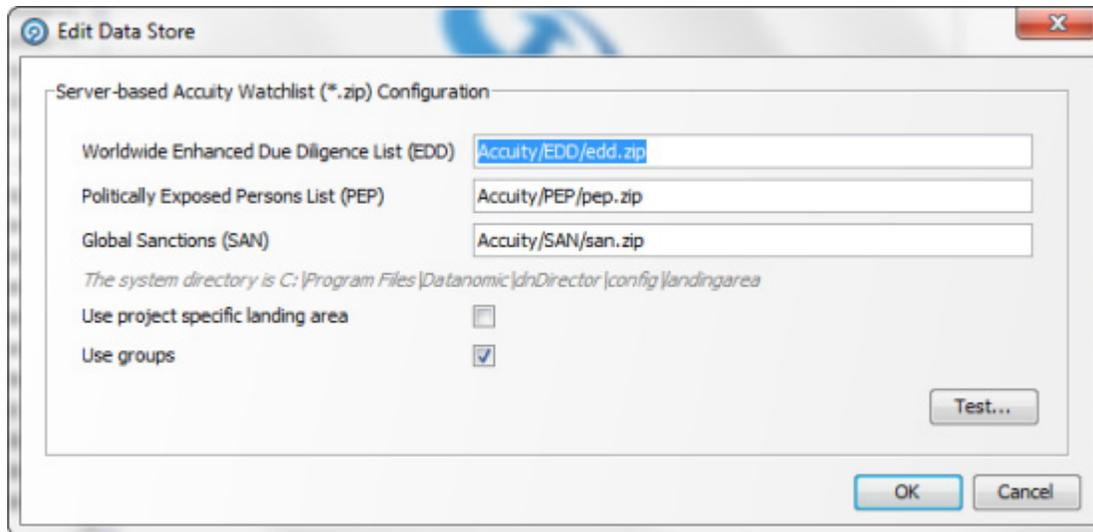 Edit Data Store
Server-based Accuity Watchlist (*.zip) Configuration
Worldwide Enhanced Due Diligence List (EDD) Accuity/EDD/edd.zip
Politically Exposed Persons List (PEP) Accuity/PEP/pep.zip
Global Sanctions (SAN) Accuity/SAN/san.zip
The system directory is C:\Program Files\Datanomic\dnDirector\config\landingarea
Use project specific landing area
Use groups
Test...
OK Cancel